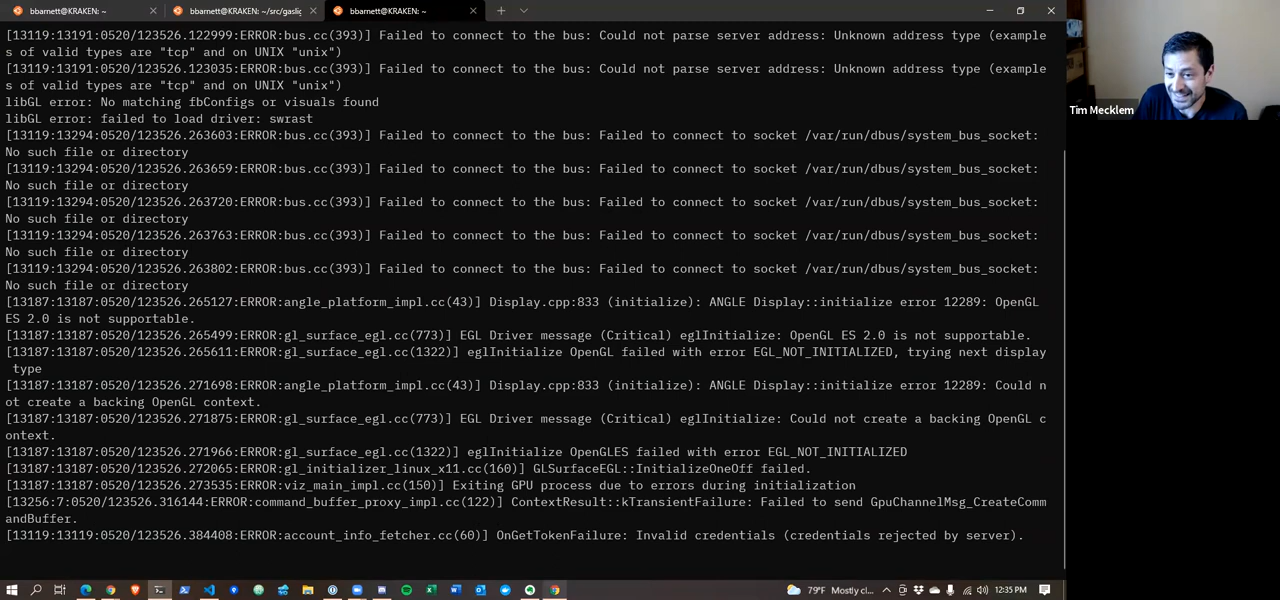 bbarnett@KRAKEN: ~
bbarnett@KRAKEN: ~/src/gaslig
bbarnett@KRAKEN: ~
[13119:13191:0520/123526.122999:ERROR:bus.cc(393)] Failed to connect to the bus: Could not parse server address: Unknown address type (example
s of valid types are "tcp" and on UNIX "unix")
[13119:13191:0520/123526.123035:ERROR:bus.cc(393)] Failed to connect to the bus: Could not parse server address: Unknown address type (example
s of valid types are "tcp" and on UNIX "unix")
libGL error: No matching fbConfigs or visuals found
libGL error: failed to load driver: swrast
[13119:13294:0520/123526.263603:ERROR:bus.cc(393)] Failed to connect to the bus: Failed to connect to socket /var/run/dbus/system_bus_socket:
No such file or directory
[13119:13294:0520/123526.263659:ERROR:bus.cc(393)] Failed to connect to the bus: Failed to connect to socket /var/run/dbus/system_bus_socket:
No such file or directory
[13119:13294:0520/123526.263720:ERROR:bus.cc(393)] Failed to connect to the bus: Failed to connect to socket /var/run/dbus/system_bus_socket:
No such file or directory
[13119:13294:0520/123526.263763:ERROR:bus.cc(393)] Failed to connect to the bus: Failed to connect to socket /var/run/dbus/system_bus_socket:
No such file or directory
[13119:13294:0520/123526.263802:ERROR:bus.cc(393)] Failed to connect to the bus: Failed to connect to socket /var/run/dbus/system_bus_socket:
No such file or directory
[13187:13187:0520/123526.265127:ERROR:angle_platform_impl.cc(43)] Display.cpp:833 (initialize): ANGLE Display::initialize error 12289: OpenGL
ES 2.0 is not supportable.
[13187:13187:0520/123526.265499:ERROR:gl_surface_egl.cc(773)] EGL Driver message (Critical) eglInitialize: OpenGL ES 2.0 is not supportable.
[13187:13187:0520/123526.265611:ERROR:gl_surface_egl.cc(1322)] eglInitialize OpenGL failed with error EGL_NOT_INITIALIZED, trying next display
type
[13187:13187:0520/123526.271698:ERROR:angle_platform_impl.cc(43)] Display.cpp:833 (initialize): ANGLE Display::initialize error 12289: Could n
ot create a backing OpenGL context.
[13187:13187:0520/123526.271875:ERROR:gl_surface_egl.cc(773)] EGL Driver message (Critical) eglInitialize: Could not create a backing OpenGL c
ontext.
[13187:13187:0520/123526.271966:ERROR:gl_surface_egl.cc(1322)] eglInitialize OpenGLES failed with error EGL_NOT_INITIALIZED
[13187:13187:0520/123526.272065:ERROR:gl_initializer_linux_x11.cc(160)] GLSurfaceEGL::InitializeOneOff failed.
[13187:13187:0520/123526.273535:ERROR:viz_main_impl.cc(150)] Exiting GPU process due to errors during initialization
[13256:7:0520/123526.316144:ERROR:command_buffer_proxy_impl.cc(122)] ContextResult::kTransientFailure: Failed to send GpuChannelMsg_CreateComm
andBuffer.
[13119:13119:0520/123526.384408:ERROR:account_info_fetcher.cc(60)] OnGetTokenFailure: Invalid credentials (credentials rejected by server).
Tim Mecklem
79°F Mostly cl...
12:35 PM